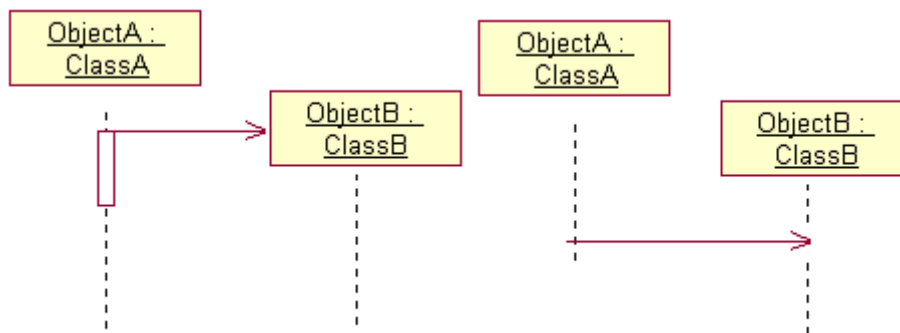 ObjectA :
ClassA
ObjectB :
ClassB
ObjectA :
ClassA
ObjectB :
ClassB